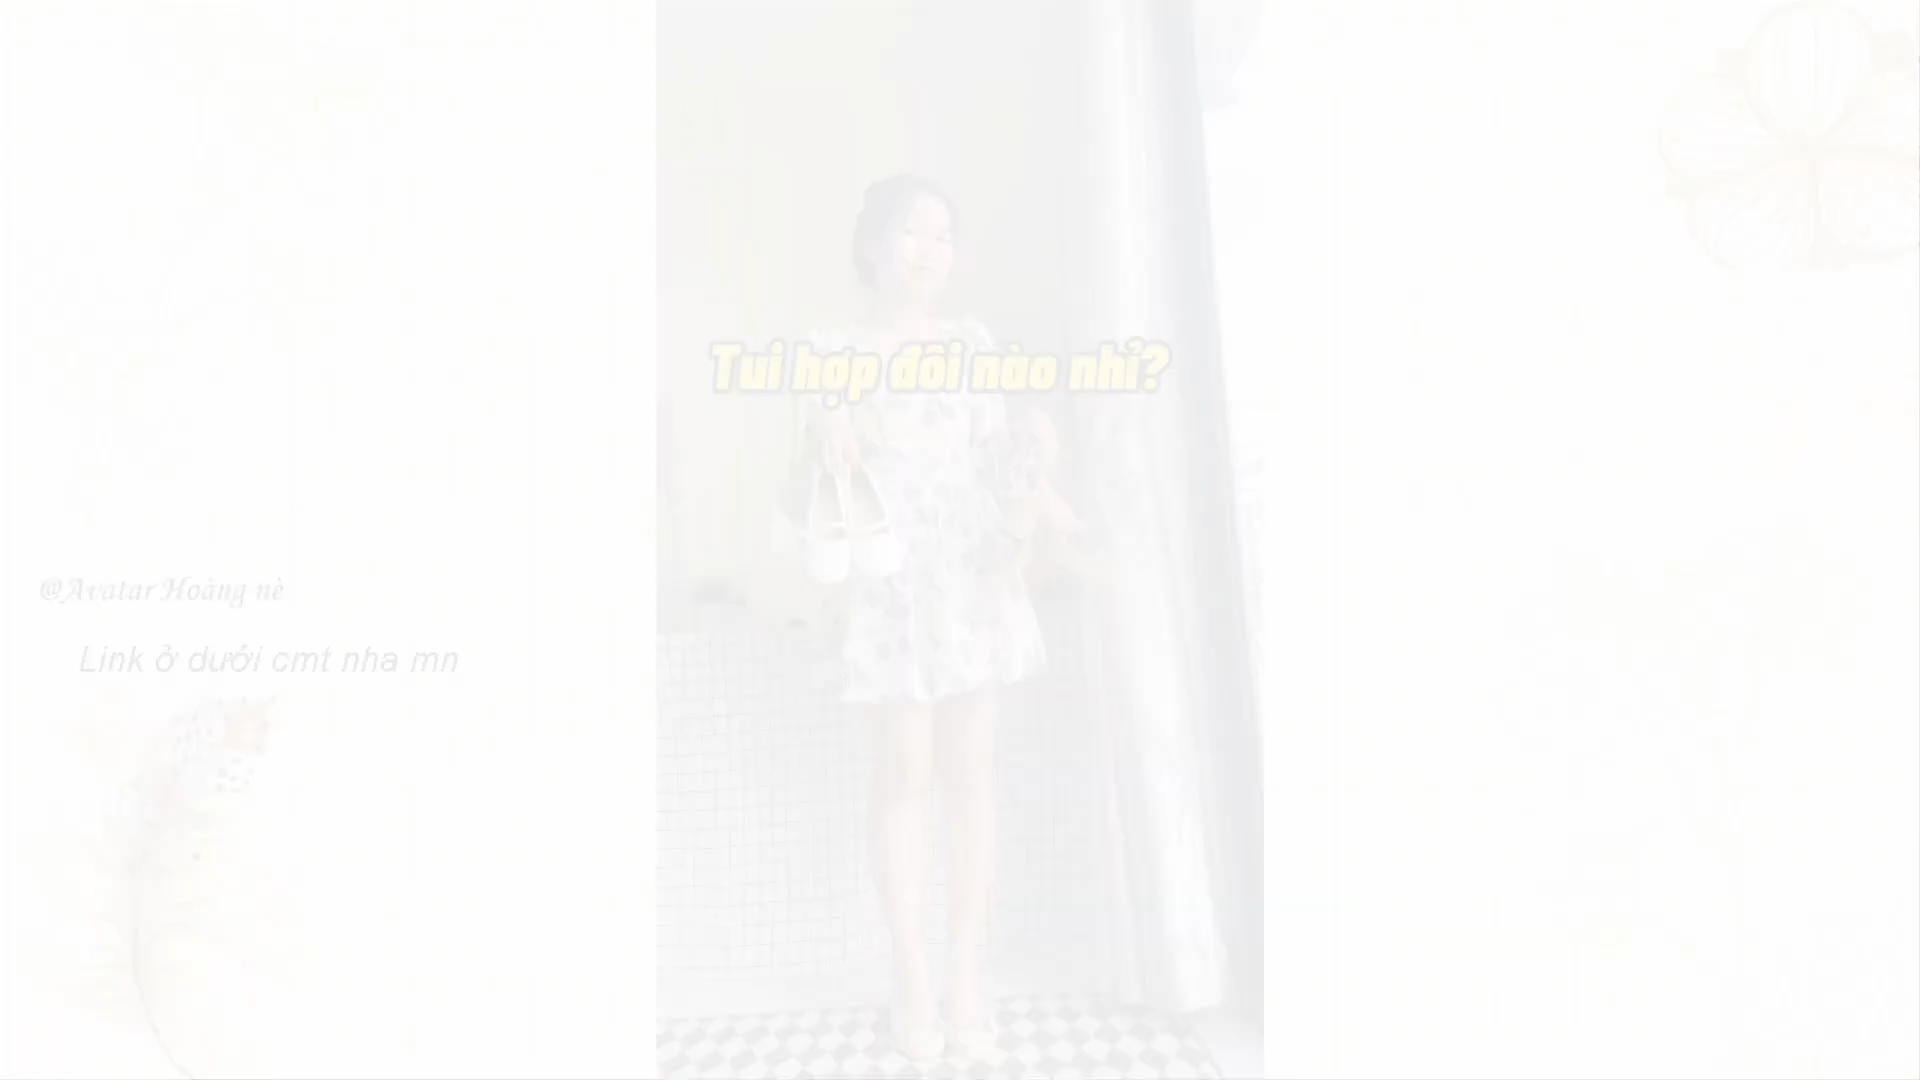 Tui hợp đôi nào nhỉ?
@Avatar Hoàng nè
Link ở dưới cmt nha mn